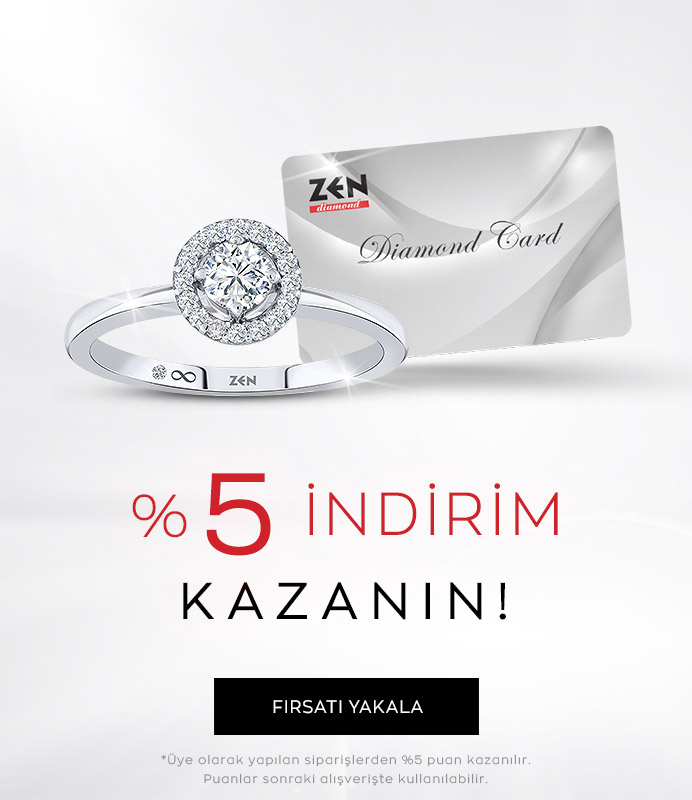 ZEN
diamond
Diamond Card
ZEN
%5 İNDİRİM
KAZANIN!
FIRSATI YAKALA
*Üye olarak yapılan siparişlerden %5 puan kazanılır.
Puanlar sonraki alışverişte kullanılabilir.